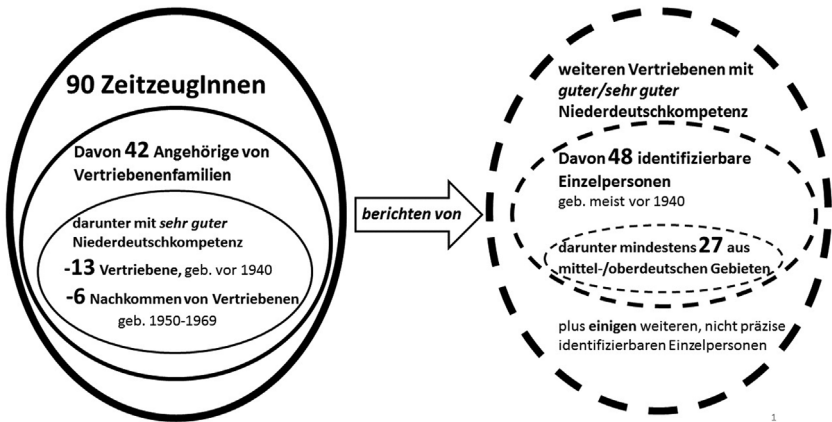 90 ZeitzeugInnen
Davon 42 Angehörige von
Vertriebenenfamilien
darunter mit sehr guter
Niederdeutschkompetenz
-13 Vertriebene, geb. vor 1940
-6 Nachkommen von Vertriebenen
geb. 1950-1969
berichten von
weiteren Vertriebenen mit
guter/sehr guter
Niederdeutschkompetenz
Davon 48 identifizierbare
Einzelpersonen
geb. meist vor 1940
darunter mindestens 27 aus
mittel-/oberdeutschen Gebieten
plus einigen weiteren, nicht präzise
identifizierbaren Einzelpersonen
1